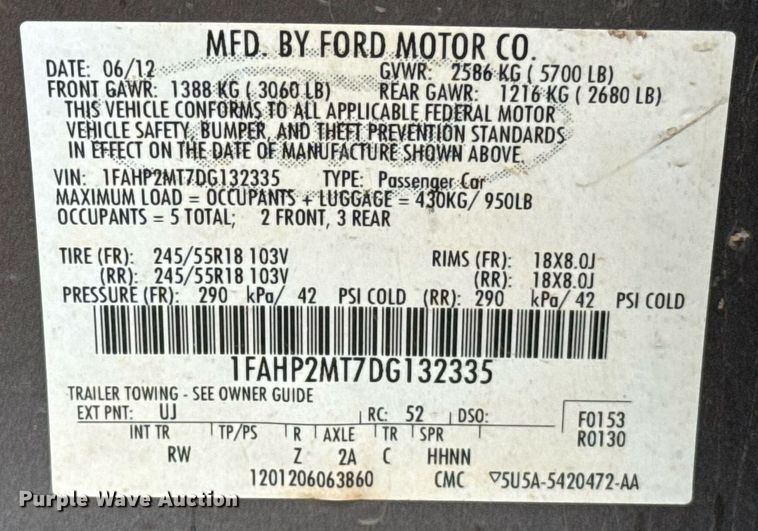 MFD. BY FORD MOTOR CO.
DATE: 06/12 GVWR: 2586 KG ( 5700 LB)
FRONT GAWR: 1388 KG ( 3060 LB) REAR GAWR: 1216 KG ( 2680 LB)
THIS VEHICLE CONFORMS TO ALL APPLICABLE FEDERAL MOTOR
VEHICLE SAFETY, BUMPER, AND THEFT PREVENTION STANDARDS
IN EFFECT ON THE DATE OF MANUFACTURE SHOWN ABOVE.
VIN: 1FAHP2MT7DG132335 TYPE: Passenger Car
MAXIMUM LOAD = OCCUPANTS + LUGGAGE = 430KG/ 950LB
OCCUPANTS = 5 TOTAL; 2 FRONT, 3 REAR
TIRE (FR): 245/55R18 103V RIMS (FR): 18X8.0J
(RR): 245/55R18 103V (RR): 18X8.0J
PRESSURE (FR): 290 kPa/ 42 PSI COLD (RR): 290 kPa/ 42 PSI COLD
1FAHP2MT7DG132335
TRAILER TOWING - SEE OWNER GUIDE
EXT PNT: UJ RC: 52 DSO: F0153
R0130
INT TR TP/PS R AXLE TR SPR
RW Z 2A C HHNN
1201206063860 CMC ▽5U5A-5420472-AA
Purple Wave Auction